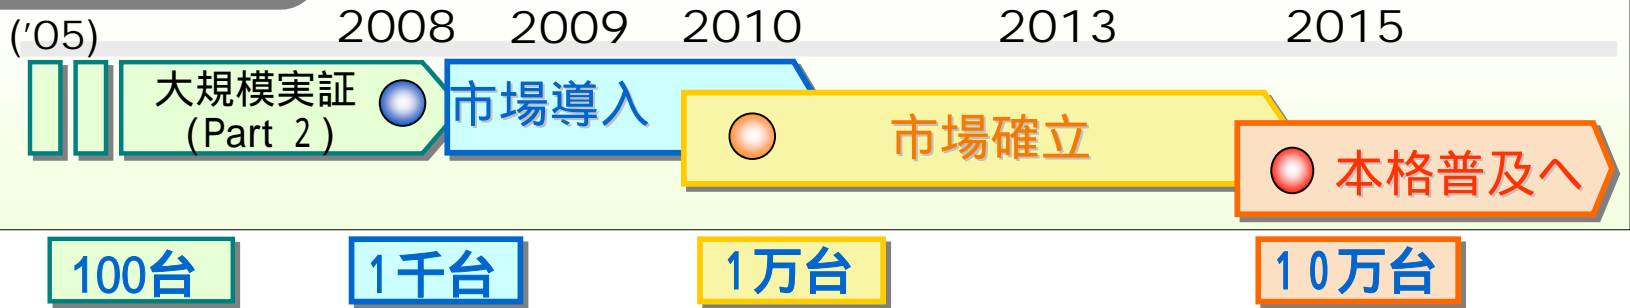 ('05)
2008
2009
2010
2013
2015
大規模実証
(Part 2)
市場導入
市場確立
本格普及へ
100台
1千台
1万台
10万台